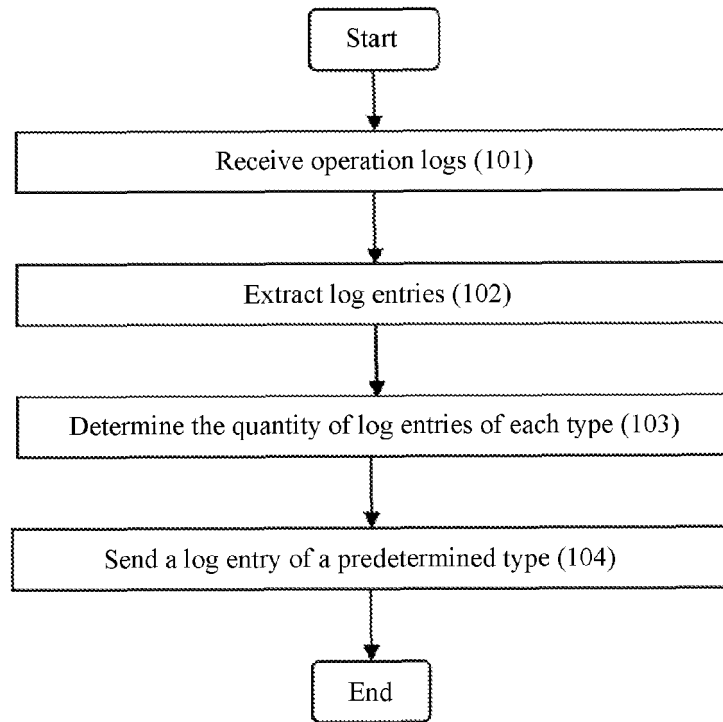 Start
Receive operation logs (101)
Extract log entries (102)
Determine the quantity of log entries of each type (103)
Send a log entry of a predetermined type (104)
End